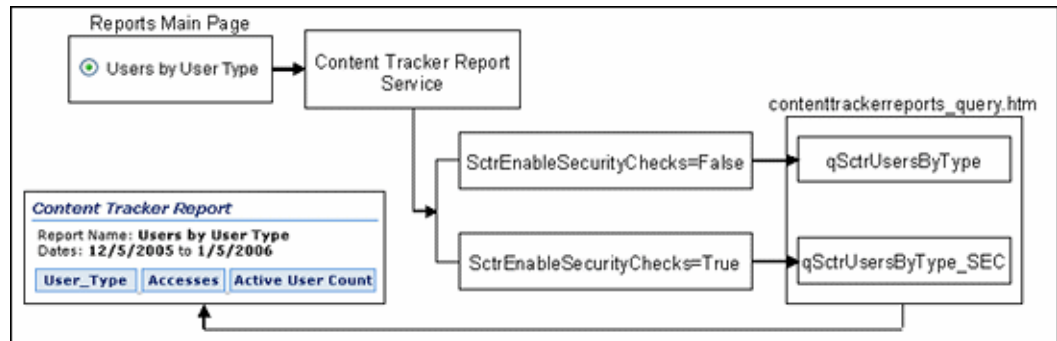 Reports Main Page
Users by User Type
Content Tracker Report
Service
contenttrackerreports_query.htm
SctrEnableSecurityChecks=False
qSctrUsersByType
SctrEnableSecurityChecks=True
qSctrUsersByType_SEC
Content Tracker Report
Report Name: Users by User Type
Dates: 12/5/2005 to 1/5/2006
User_Type Accesses Active User Count